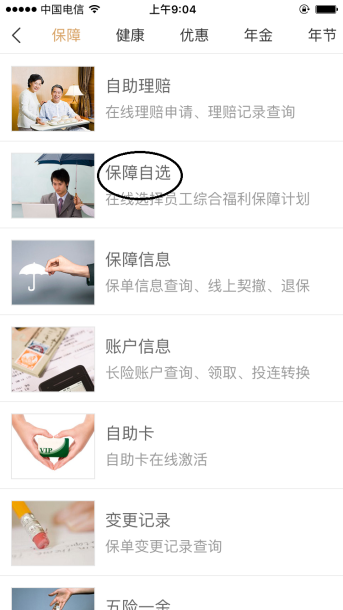 中国电信 上午9:04
保障 健康 优惠 年金 年节
自助理赔
在线理赔申请、理赔记录查询
保障自选
在线选择员工综合福利保障计划
保障信息
保单信息查询、线上契撤、退保
账户信息
长险账户查询、领取、投连转换
VIP
自助卡
自助卡在线激活
变更记录
保单变更记录查询
五险一金